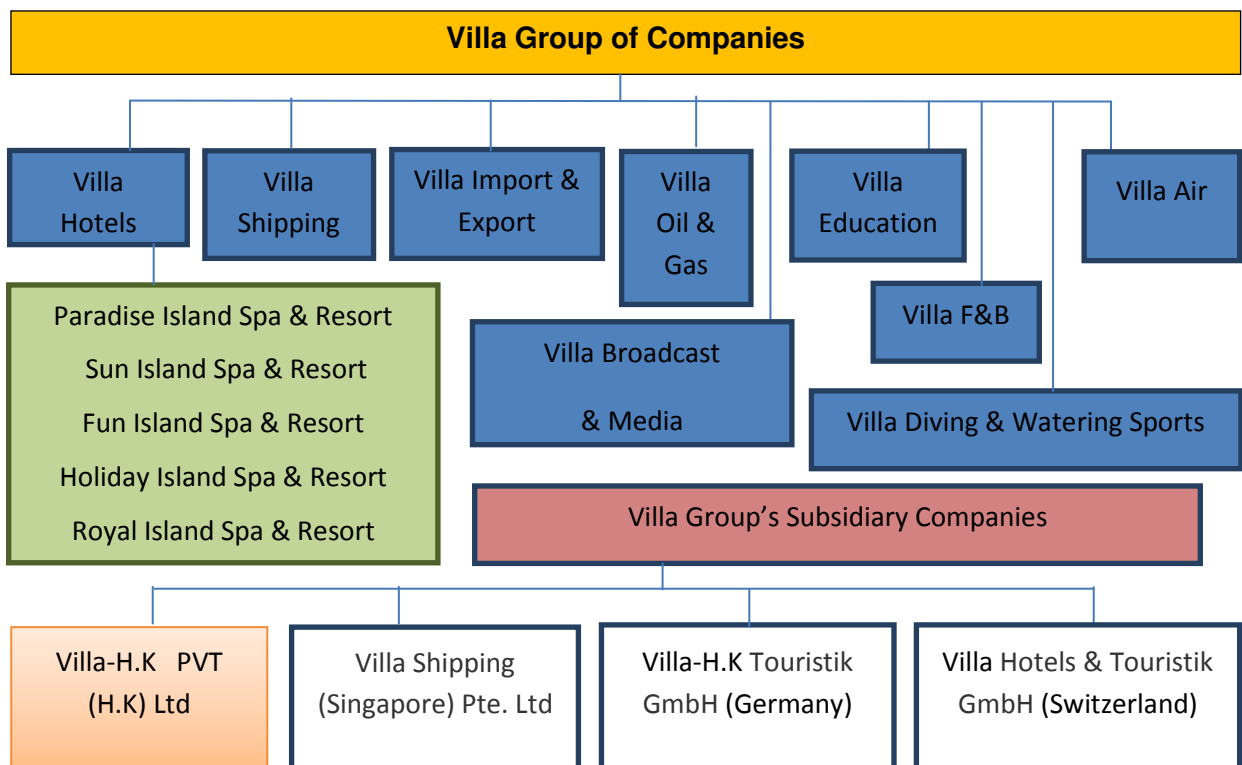 Villa Group of Companies
Villa
Hotels
Villa
Shipping
Villa Import &
Export
Villa
Oil &
Gas
Villa
Education
Villa Air
Paradise Island Spa & Resort
Sun Island Spa & Resort
Fun Island Spa & Resort
Holiday Island Spa & Resort
Royal Island Spa & Resort
Villa Broadcast
& Media
Villa F&B
Villa Diving & Watering Sports
Villa Group’s Subsidiary Companies
Villa-H.K PVT
(H.K) Ltd
Villa Shipping
(Singapore) Pte. Ltd
Villa-H.K Touristik
GmbH (Germany)
Villa Hotels & Touristik
GmbH (Switzerland)